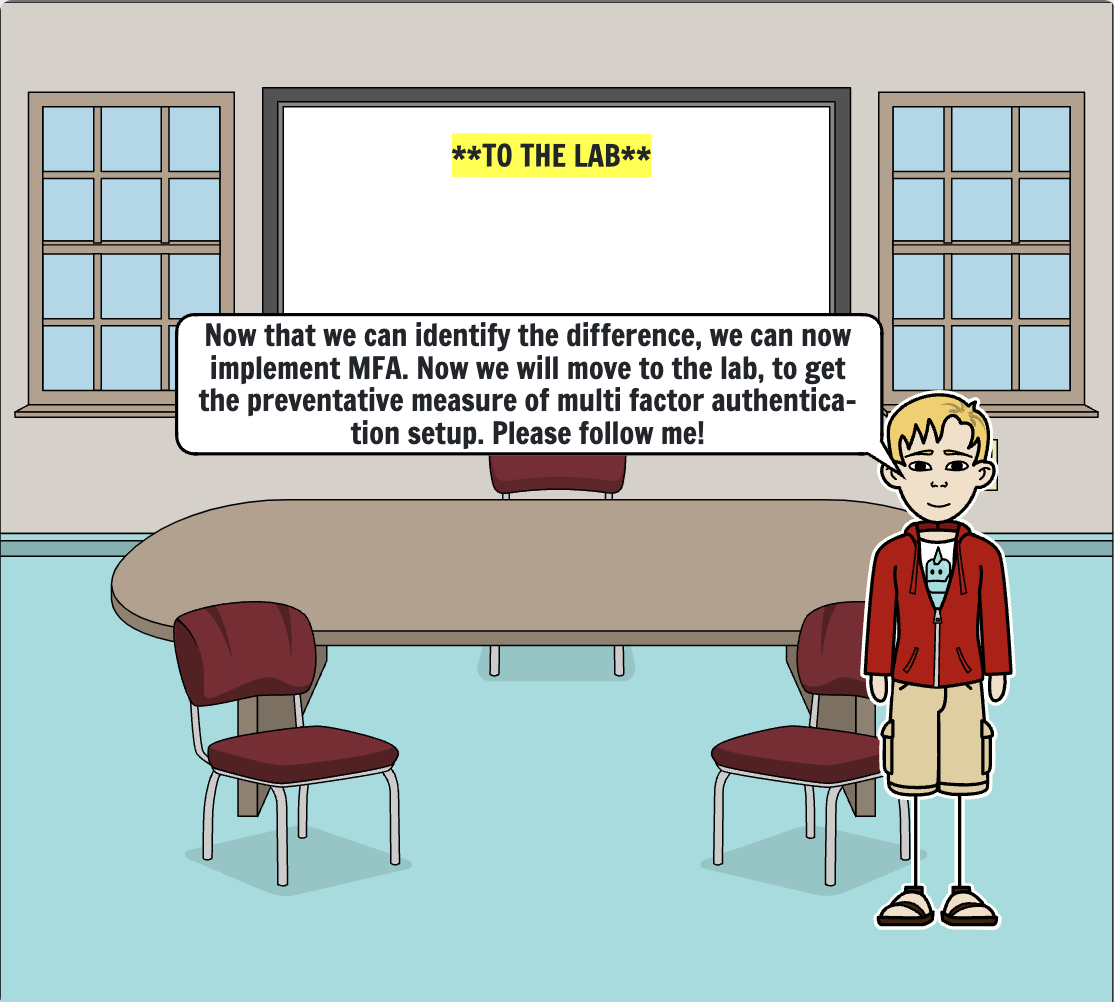 **TO THE LAB**
Now that we can identify the difference, we can now
implement MFA. Now we will move to the lab, to get
the preventative measure of multi factor authentica-
tion setup. Please follow me!